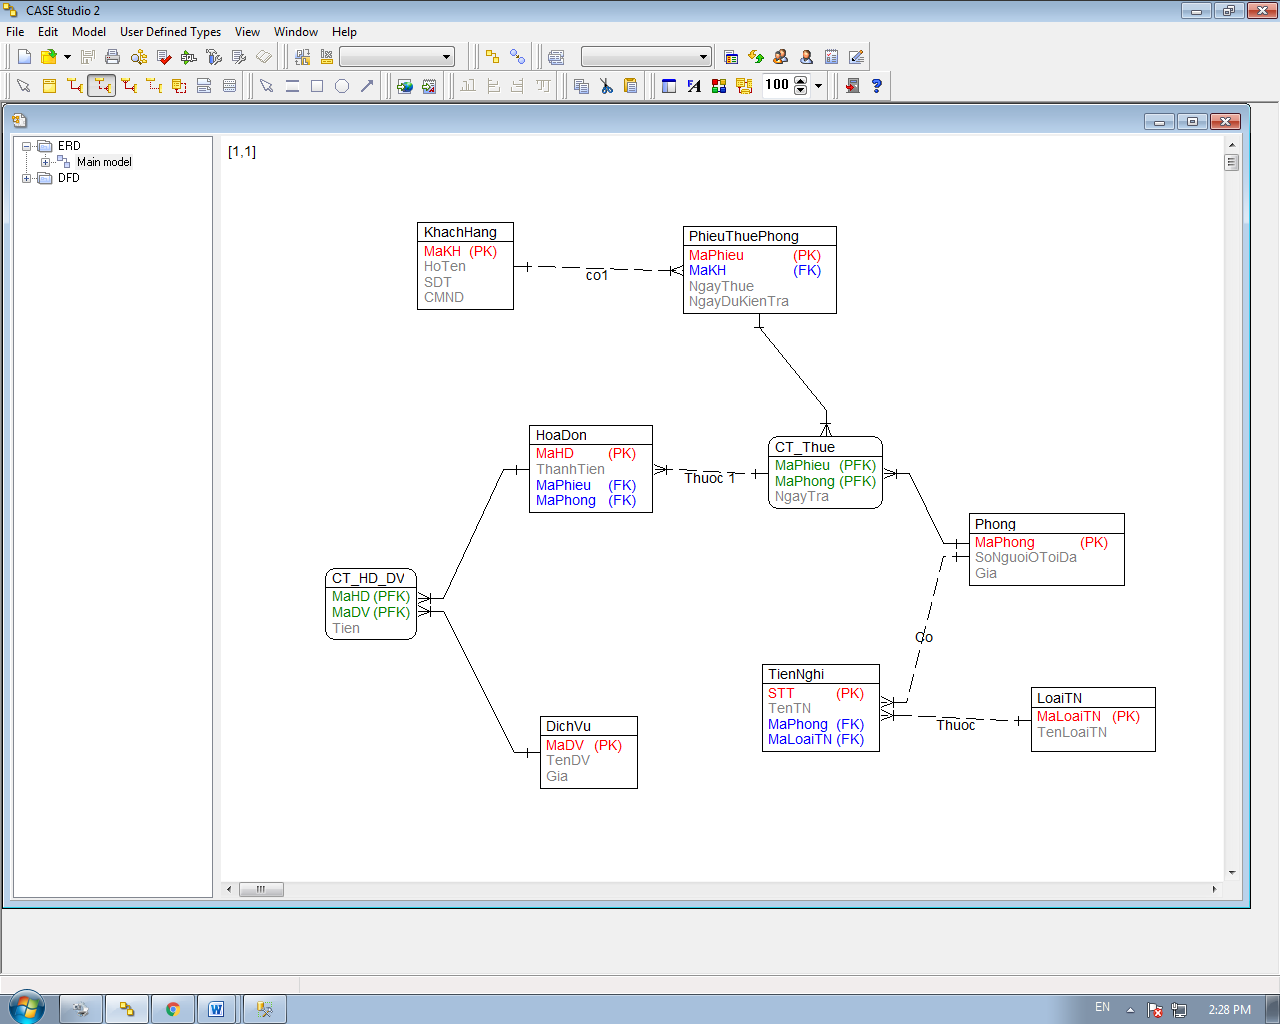 CASE Studio 2
File Edit Model User Defined Types View Window Help
100
ERD
Main model
DFD
[1,1]
KhachHang
MaKH (PK)
HoTen
SDT
CMND
co1
PhieuThuePhong
MaPhieu (PK)
MaKH (FK)
NgayThue
NgayDuKienTra
HoaDon
MaHD (PK)
ThanhTien
MaPhieu (FK)
MaPhong (FK)
Thuoc 1
CT_Thue
MaPhieu (PFK)
MaPhong (PFK)
NgayTra
Phong
MaPhong (PK)
SoNguoiOToiDa
Gia
CT_HD_DV
MaHD (PFK)
MaDV (PFK)
Tien
Co
TienNghi
STT (PK)
TenTN
MaPhong (FK)
MaLoaiTN (FK)
Thuoc
LoaiTN
MaLoaiTN (PK)
TenLoaiTN
DichVu
MaDV (PK)
TenDV
Gia
EN
2:28 PM